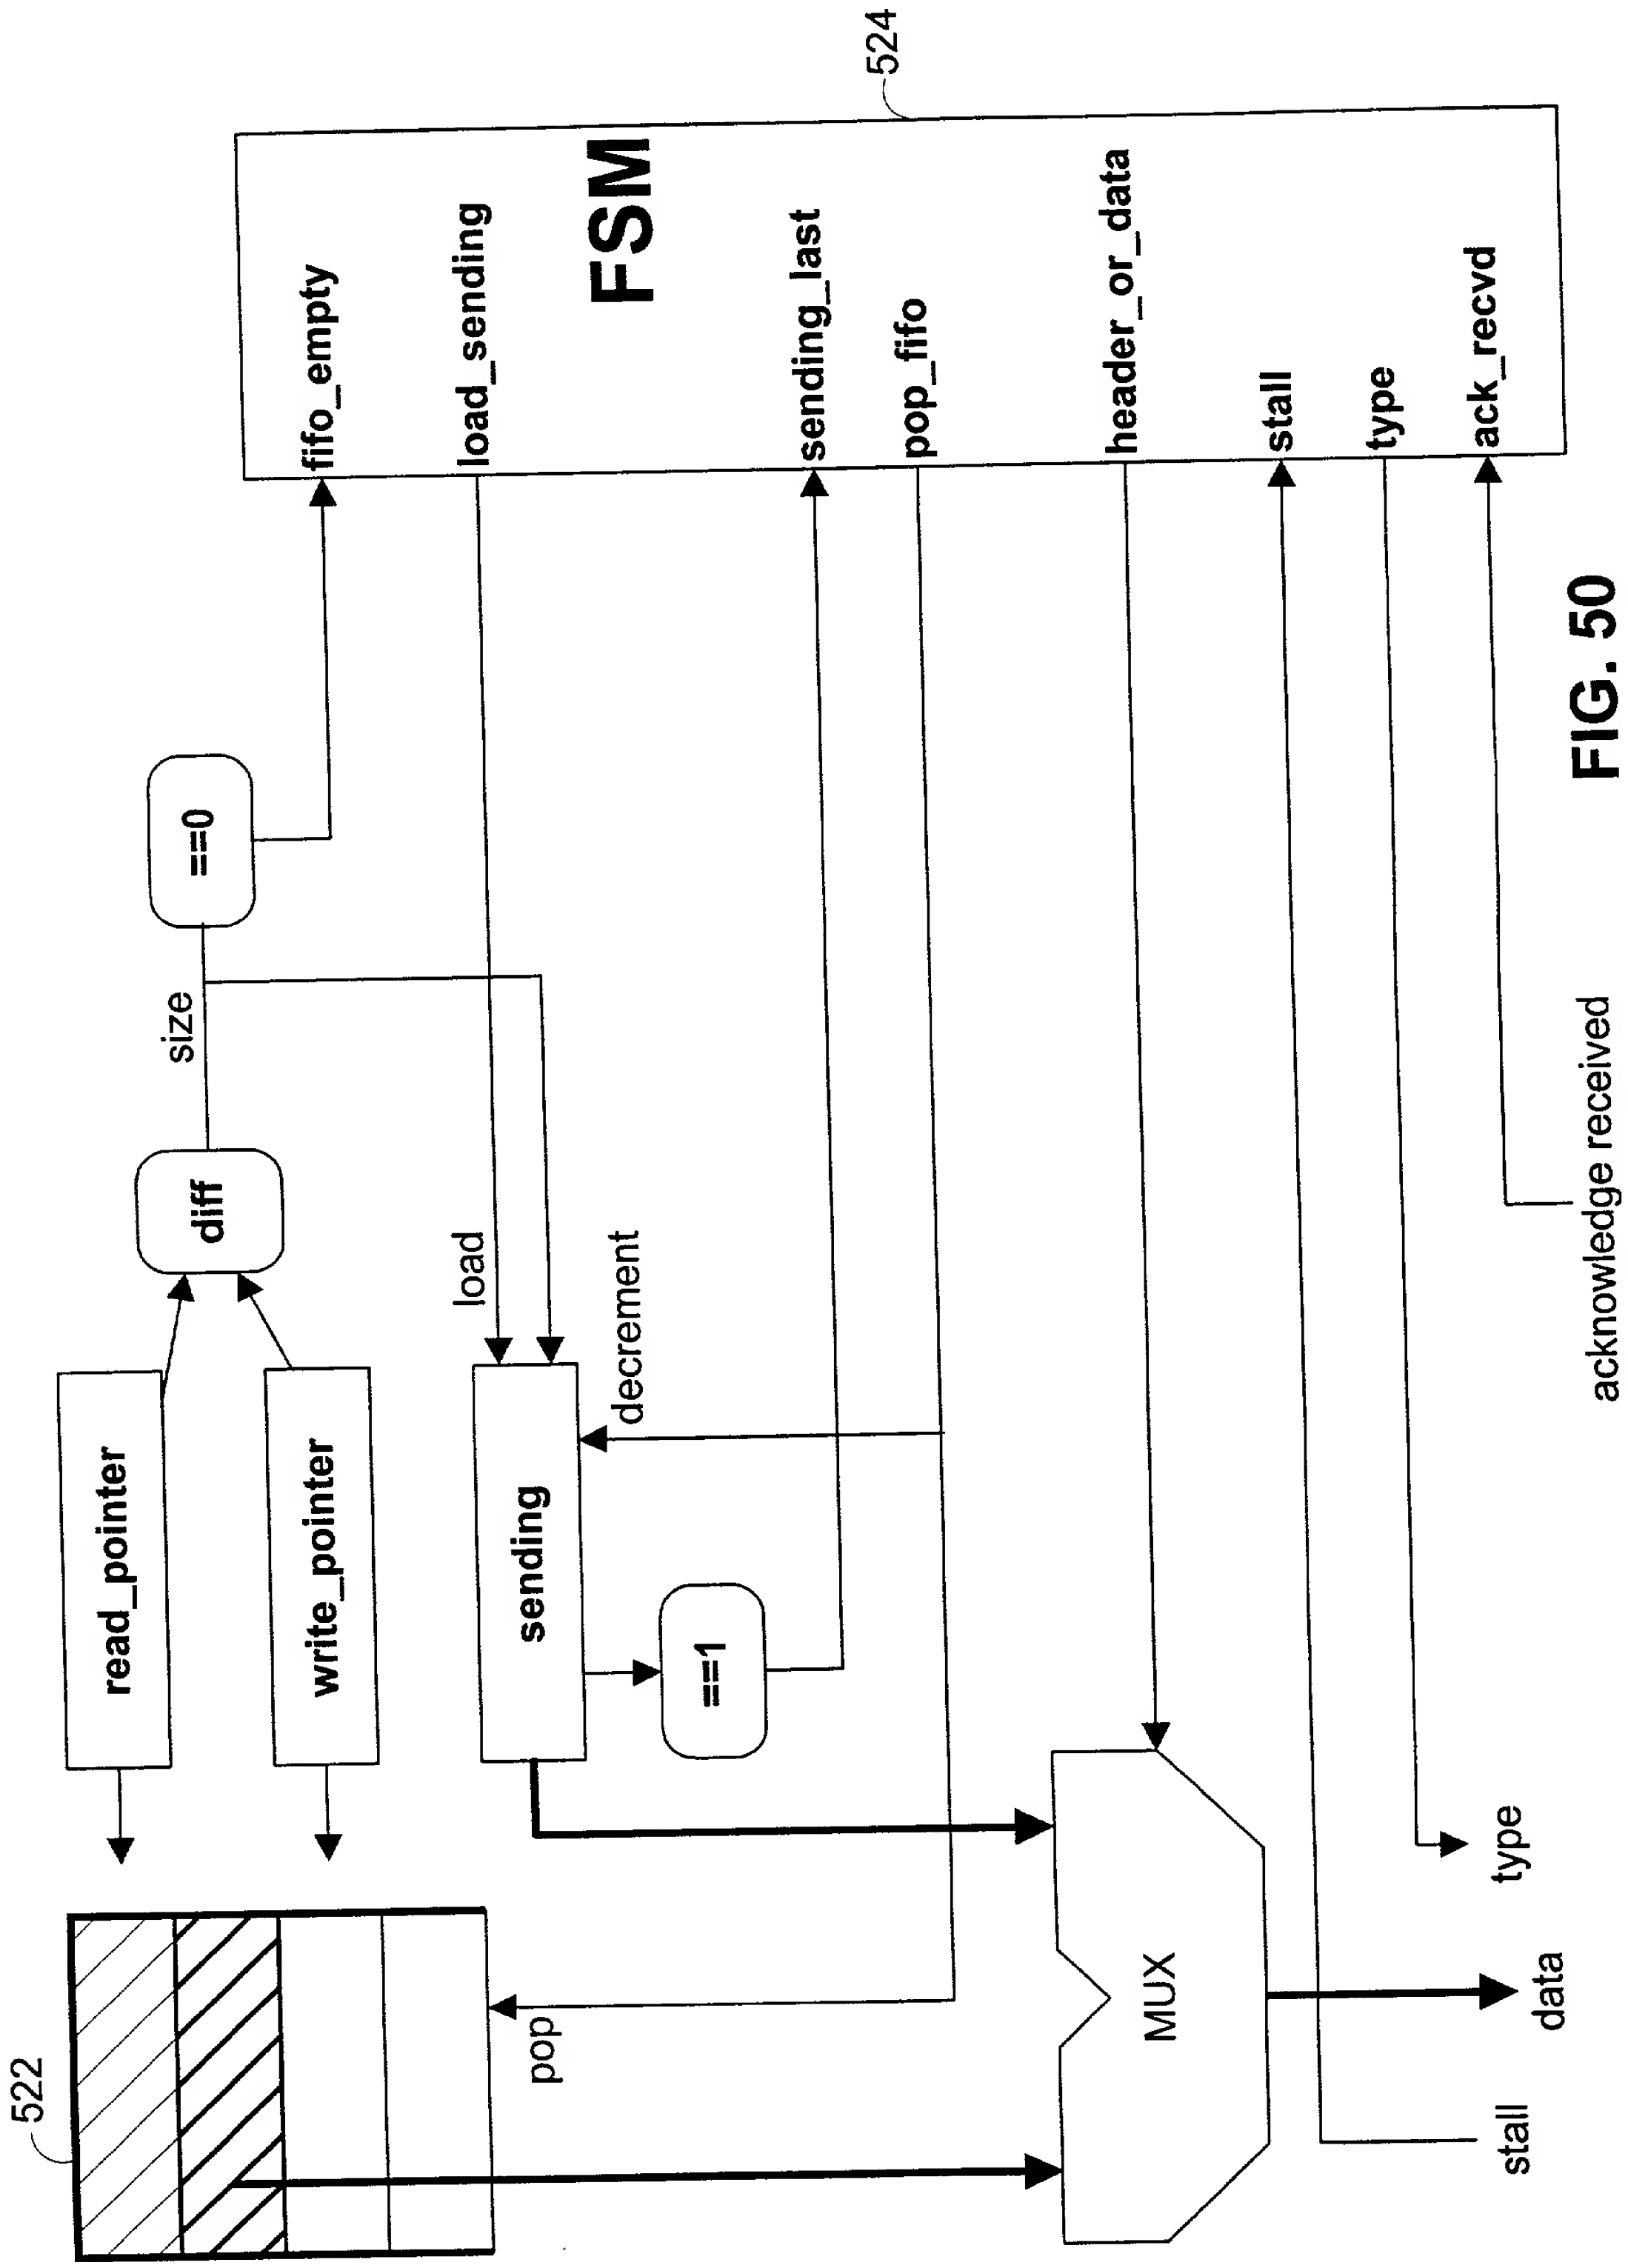 522
read_pointer
write_pointer
diff
size
==0
sending
load
decrement
==1
pop
MUX
FSM
524
fifo_empty
load_sending
sending_last
pop_fifo
header_or_data
stall
type
ack_recvd
stall
data
type
acknowledge received
FIG. 50